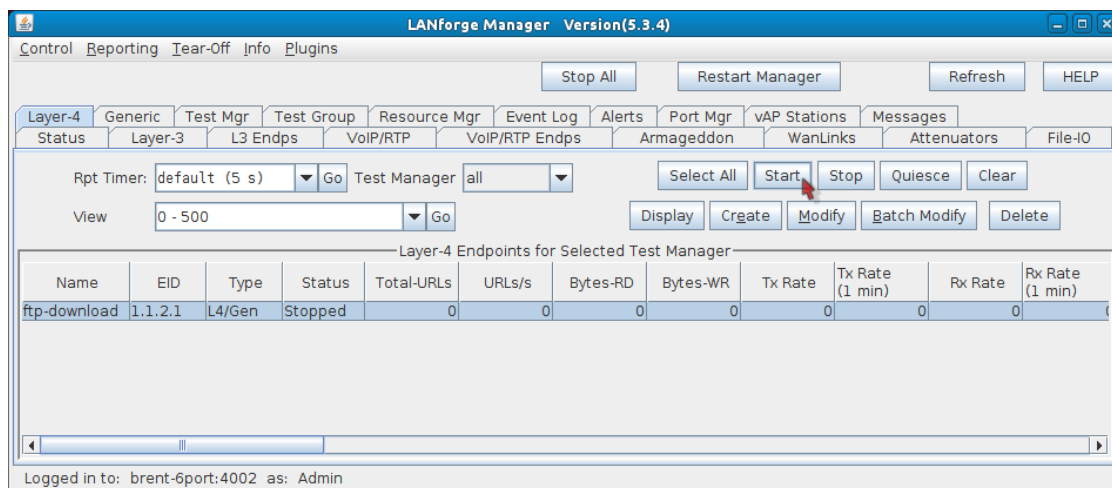 LANforge Manager Version(5.3.4)
Control Reporting Tear-Off Info Plugins
Stop All Restart Manager Refresh HELP
Layer-4 Generic Test Mgr Test Group Resource Mgr Event Log Alerts Port Mgr vAP Stations Messages
Status Layer-3 L3 Endps VoIP/RTP VoIP/RTP Endps Armageddon WanLinks Attenuators File-IO
Rpt Timer: default (5 s) Go Test Manager all Select All Start Stop Quiesce Clear
View 0 - 500 Go Display Create Modify Batch Modify Delete
Layer-4 Endpoints for Selected Test Manager
Name EID Type Status Total-URLs URLs/s Bytes-RD Bytes-WR Tx Rate Tx Rate (1 min) Rx Rate Rx Rate (1 min)
ftp-download 1.1.2.1 L4/Gen Stopped 0 0 0 0 0 0 0 0
Logged in to: brent-6port:4002 as: Admin